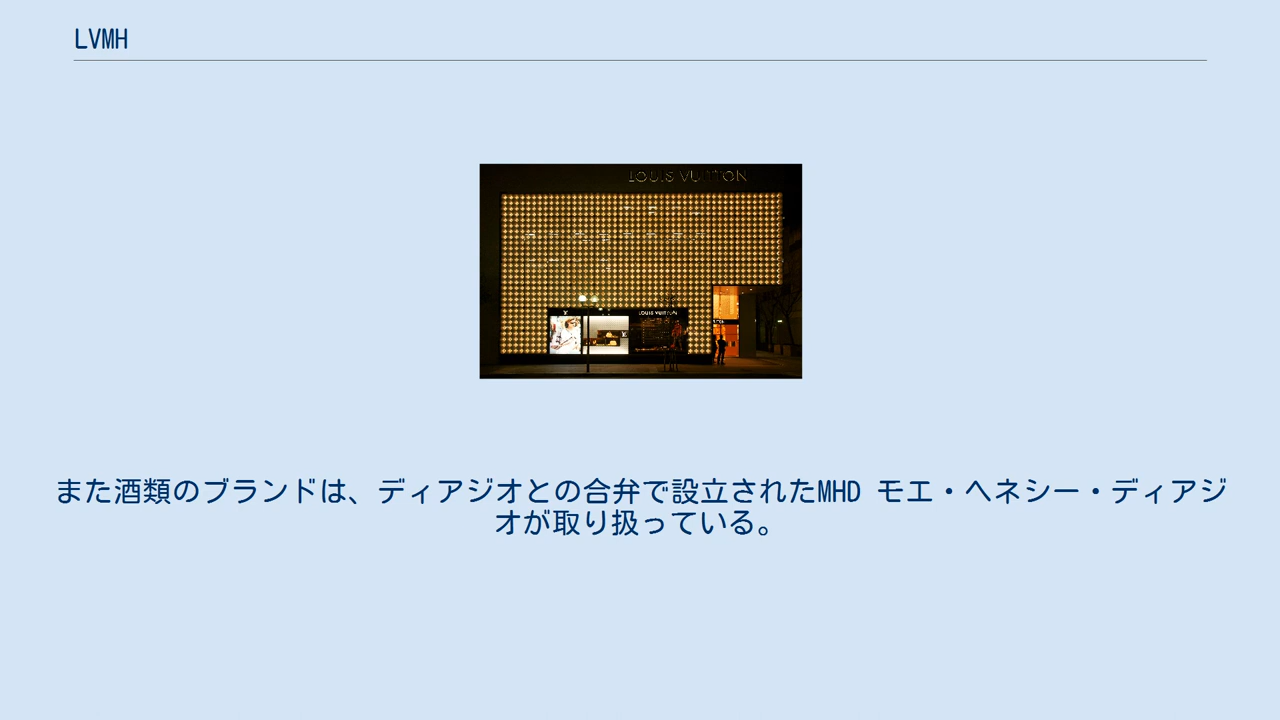 LVMH
LOUIS VUITTON
LOUIS VUITTON
また酒類のブランドは、ディアジオとの合弁で設立されたMHD モエ・ヘネシー・ディアジ
オが取り扱っている。